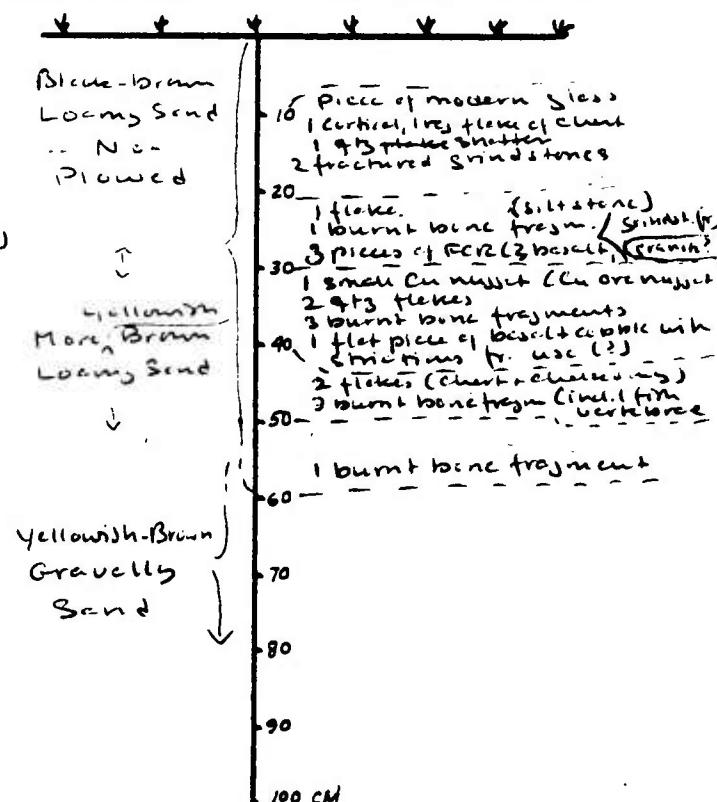 Black-brown
Loamy Sand
Non
Plowed
Yellowish
More Brown
Loamy Sand
Yellowish-Brown
Gravelly
Sand
10
piece of modern glass
1 cortical, lrg flake of chert
1 qtz flake shatter
2 fractured grindstones
20
1 flake. (siltstone)
1 burnt bone fragm. / grindst. fr.
3 pieces of FCR (2 basalt, granit?
30
1 small Cu nugget (Cu ore nugget
2 qtz flakes
3 burnt bone fragments
40
1 flat piece of basalt cobble with
striations fr. use (?)
2 flakes (chert + chalcedony)
3 burnt bone fragm (incl. 1 fish
vertebrae
50
1 burnt bone fragment
60
70
80
90
100 CM